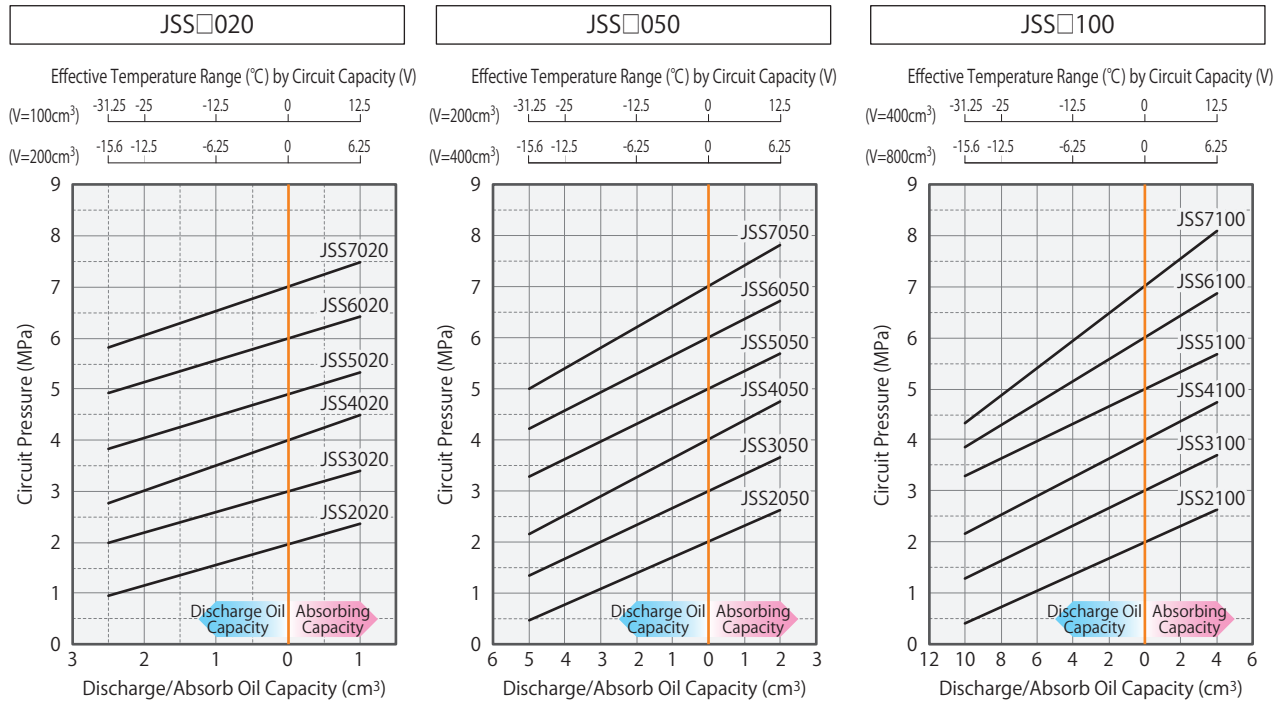 JSS□020
Effective Temperature Range (℃) by Circuit Capacity (V)
(V=100cm³) -31.25 -25 -12.5 0 12.5
(V=200cm³) -15.6 -12.5 -6.25 0 6.25
9
8
7
6
5
4
3
2
1
0
Circuit Pressure (MPa)
JSS7020
JSS6020
JSS5020
JSS4020
JSS3020
JSS2020
Discharge Oil
Capacity
Absorbing
Capacity
3 2 1 0 1
Discharge/Absorb Oil Capacity (cm³)
JSS□050
Effective Temperature Range (℃) by Circuit Capacity (V)
(V=200cm³) -31.25 -25 -12.5 0 12.5
(V=400cm³) -15.6 -12.5 -6.25 0 6.25
9
8
7
6
5
4
3
2
1
0
Circuit Pressure (MPa)
JSS7050
JSS6050
JSS5050
JSS4050
JSS3050
JSS2050
Discharge Oil
Capacity
Absorbing
Capacity
6 5 4 3 2 1 0 1 2 3
Discharge/Absorb Oil Capacity (cm³)
JSS□100
Effective Temperature Range (℃) by Circuit Capacity (V)
(V=400cm³) -31.25 -25 -12.5 0 12.5
(V=800cm³) -15.6 -12.5 -6.25 0 6.25
9
8
7
6
5
4
3
2
1
0
Circuit Pressure (MPa)
JSS7100
JSS6100
JSS5100
JSS4100
JSS3100
JSS2100
Discharge Oil
Capacity
Absorbing
Capacity
12 10 8 6 4 2 0 2 4 6
Discharge/Absorb Oil Capacity (cm³)